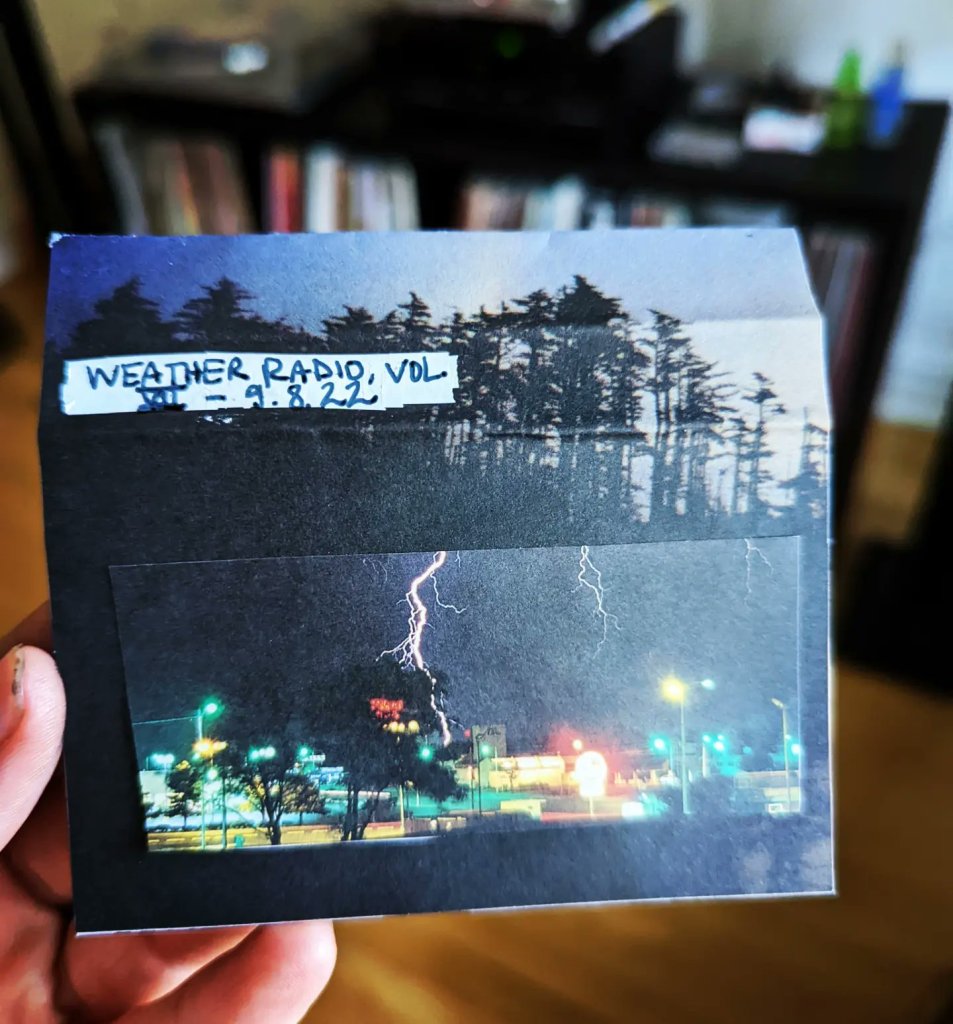 WEATHER RADIO, VOL.
- 9.8.22